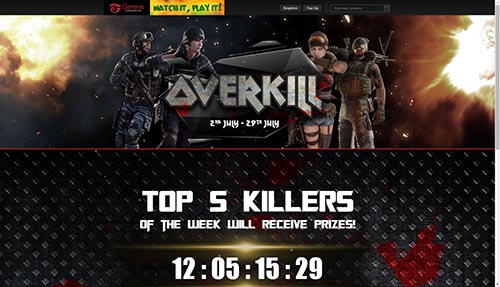 Garena
WATCH IT, PLAY IT!
Register
Top Up
OVERKILL
2ND JULY - 29TH JULY
TOP 5 KILLERS
OF THE WEEK WILL RECEIVE PRIZES!
12 : 05 : 15 : 29